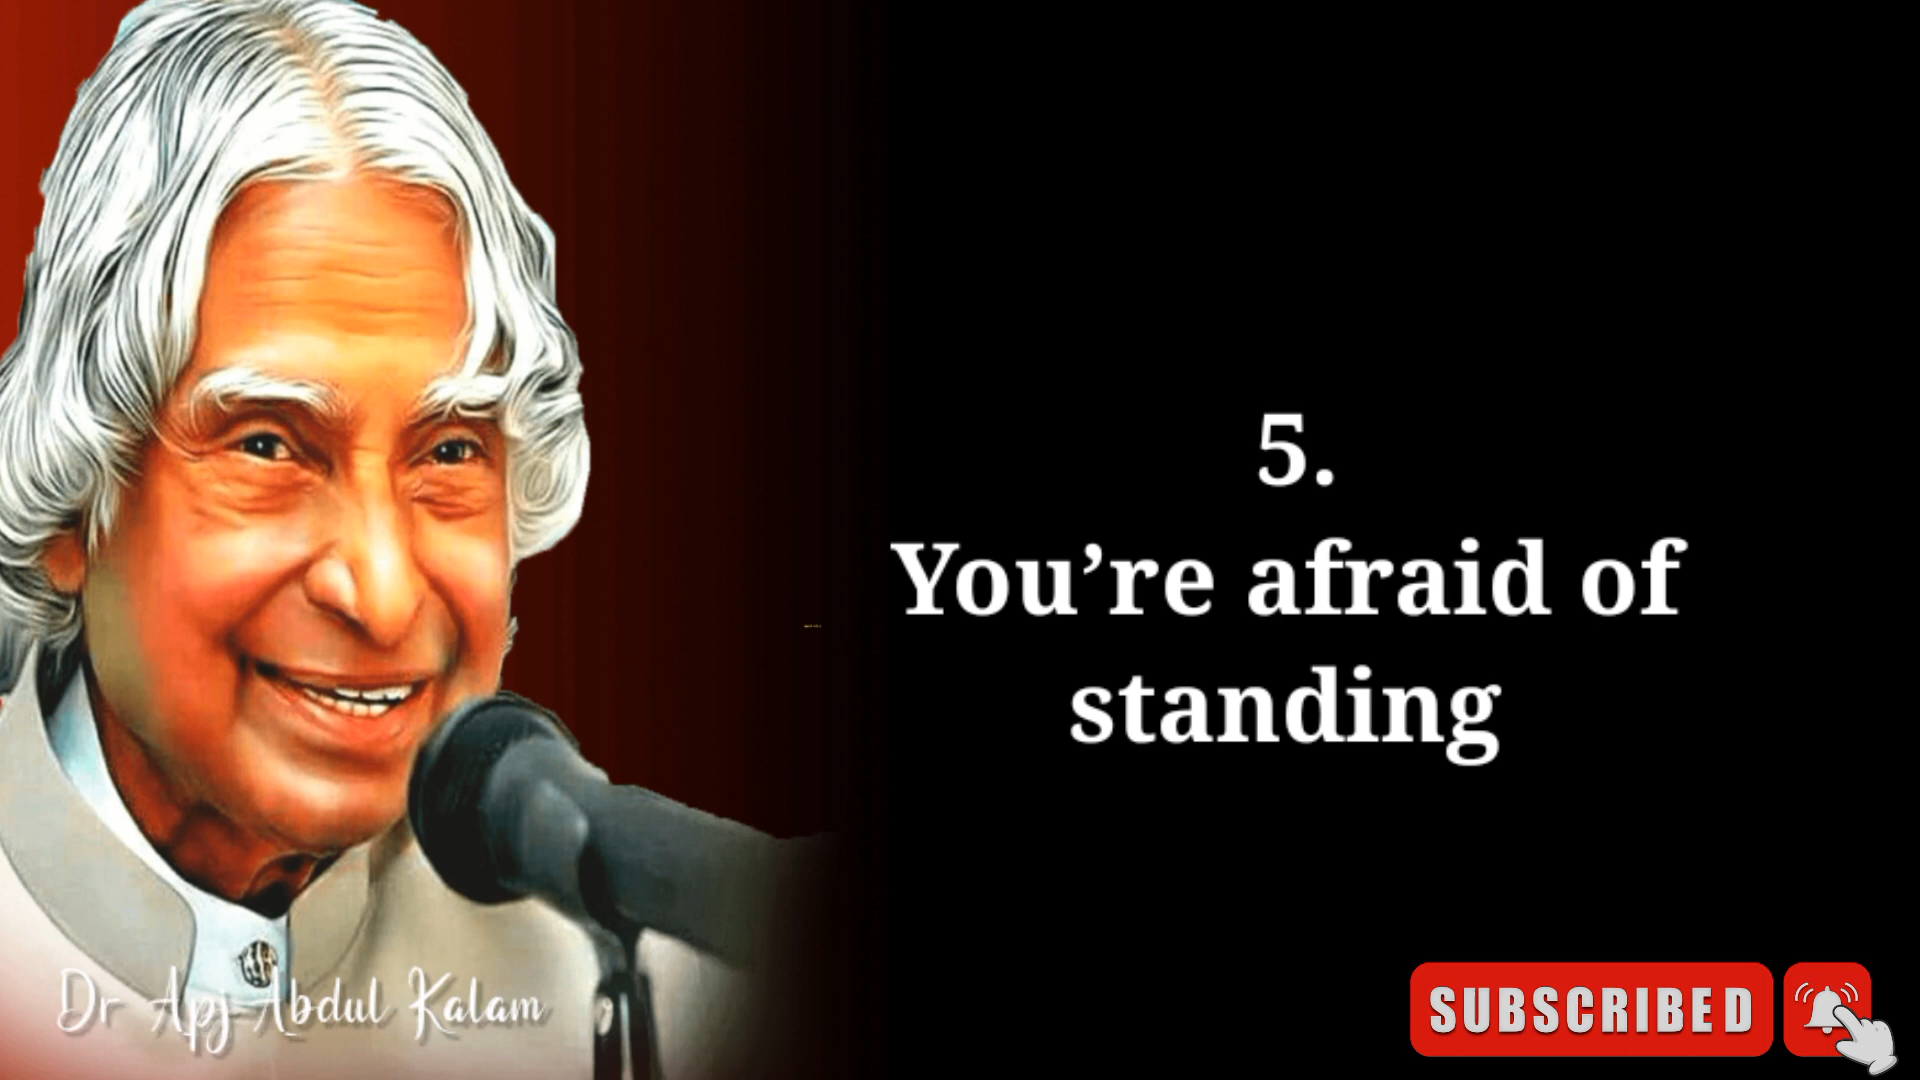 5.
You’re afraid of
standing
Dr Apj Abdul Kalam
SUBSCRIBED